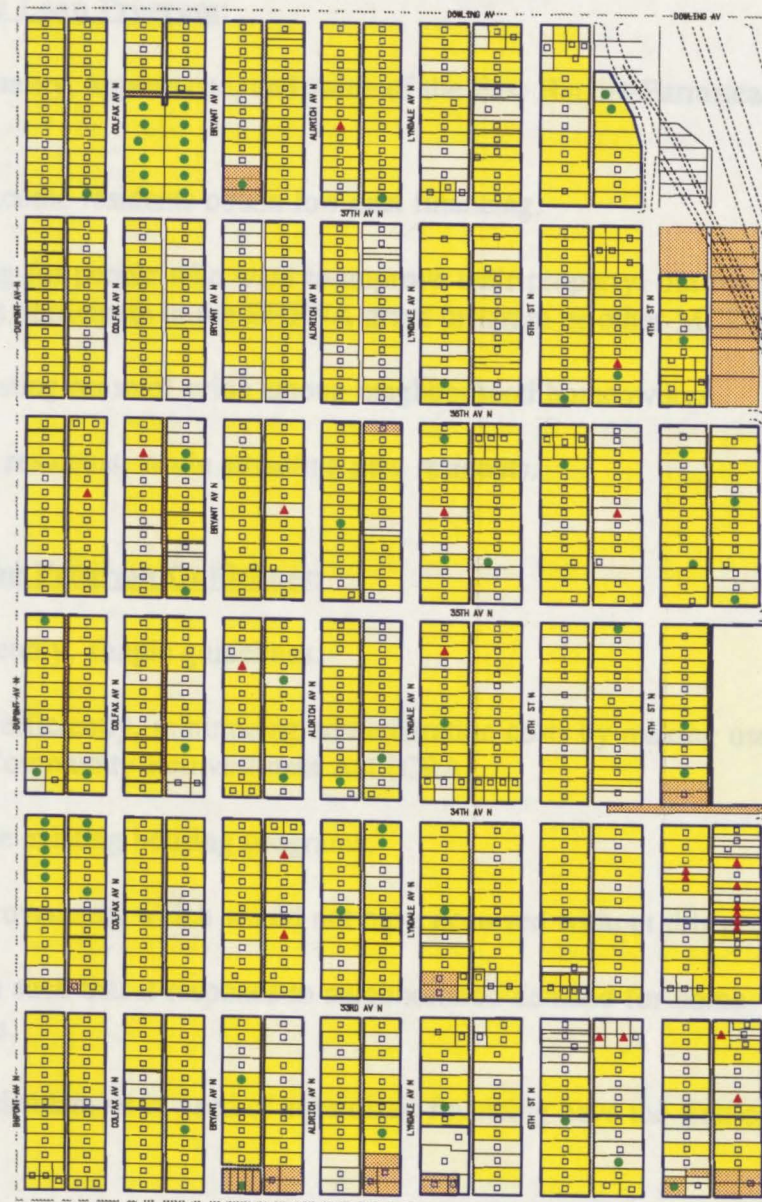 DOWLING AV
DOWLING AV
COLFAX AV N
BRYANT AV N
ALDRICH AV N
LYNDALE AV N
37TH AV N
DUPONT AV N
COLFAX AV N
BRYANT AV N
ALDRICH AV N
LYNDALE AV N
6TH ST N
4TH ST N
36TH AV N
BRYANT AV N
35TH AV N
DUPONT AV N
COLFAX AV N
ALDRICH AV N
LYNDALE AV N
6TH ST N
4TH ST N
34TH AV N
COLFAX AV N
LYNDALE AV N
33RD AV N
DUPONT AV N
COLFAX AV N
BRYANT AV N
ALDRICH AV N
LYNDALE AV N
6TH ST N